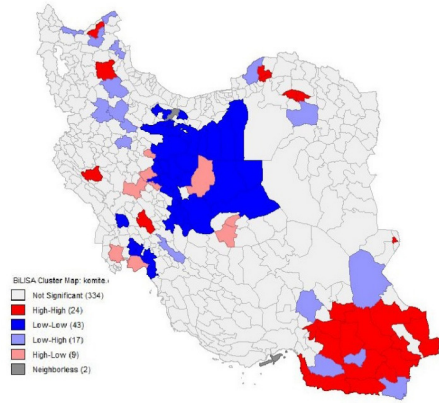 BiLISA Cluster Map: komite.
Not Significant (334)
High-High (24)
Low-Low (43)
Low-High (17)
High-Low (9)
Neighborless (2)